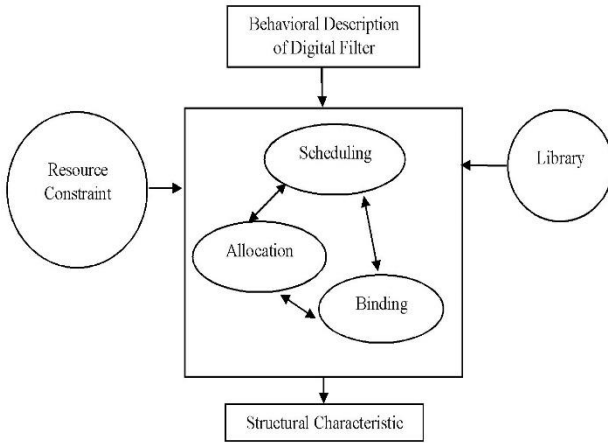 Behavioral Description
of Digital Filter
Scheduling
Resource
Constraint
Library
Allocation
Binding
Structural Characteristic